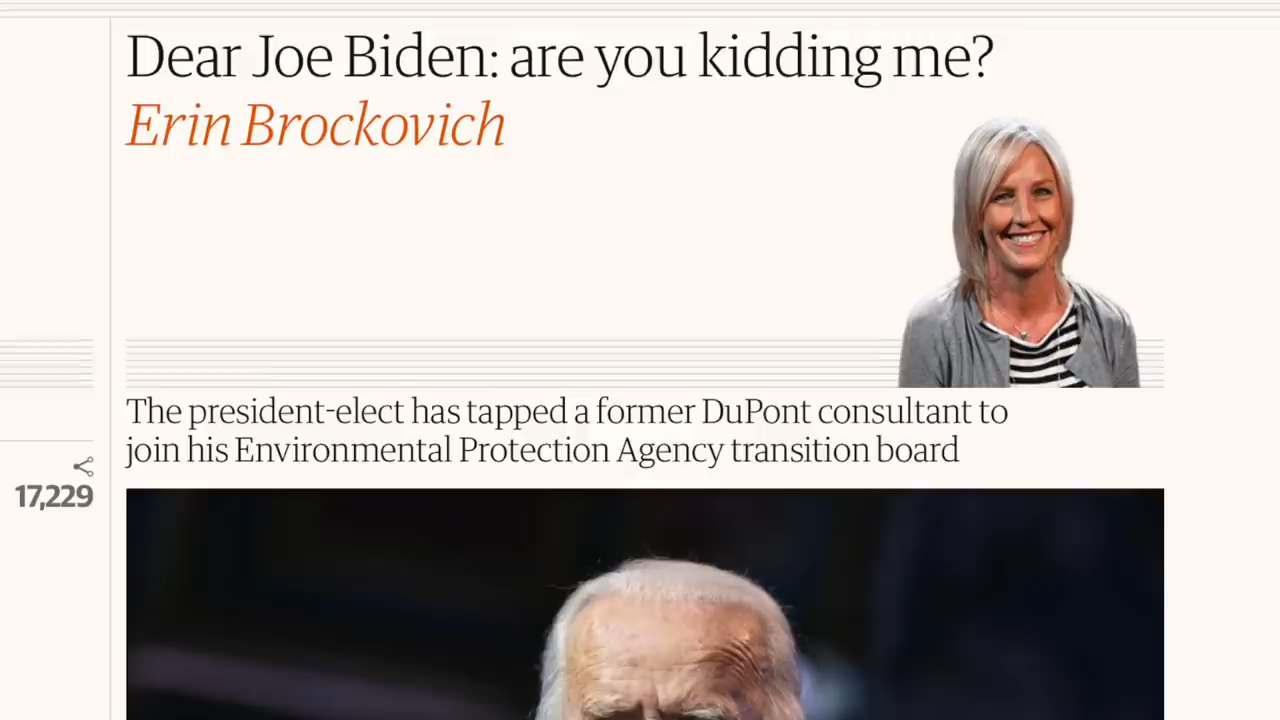 Dear Joe Biden: are you kidding me?
Erin Brockovich
The president-elect has tapped a former DuPont consultant to
join his Environmental Protection Agency transition board
17,229